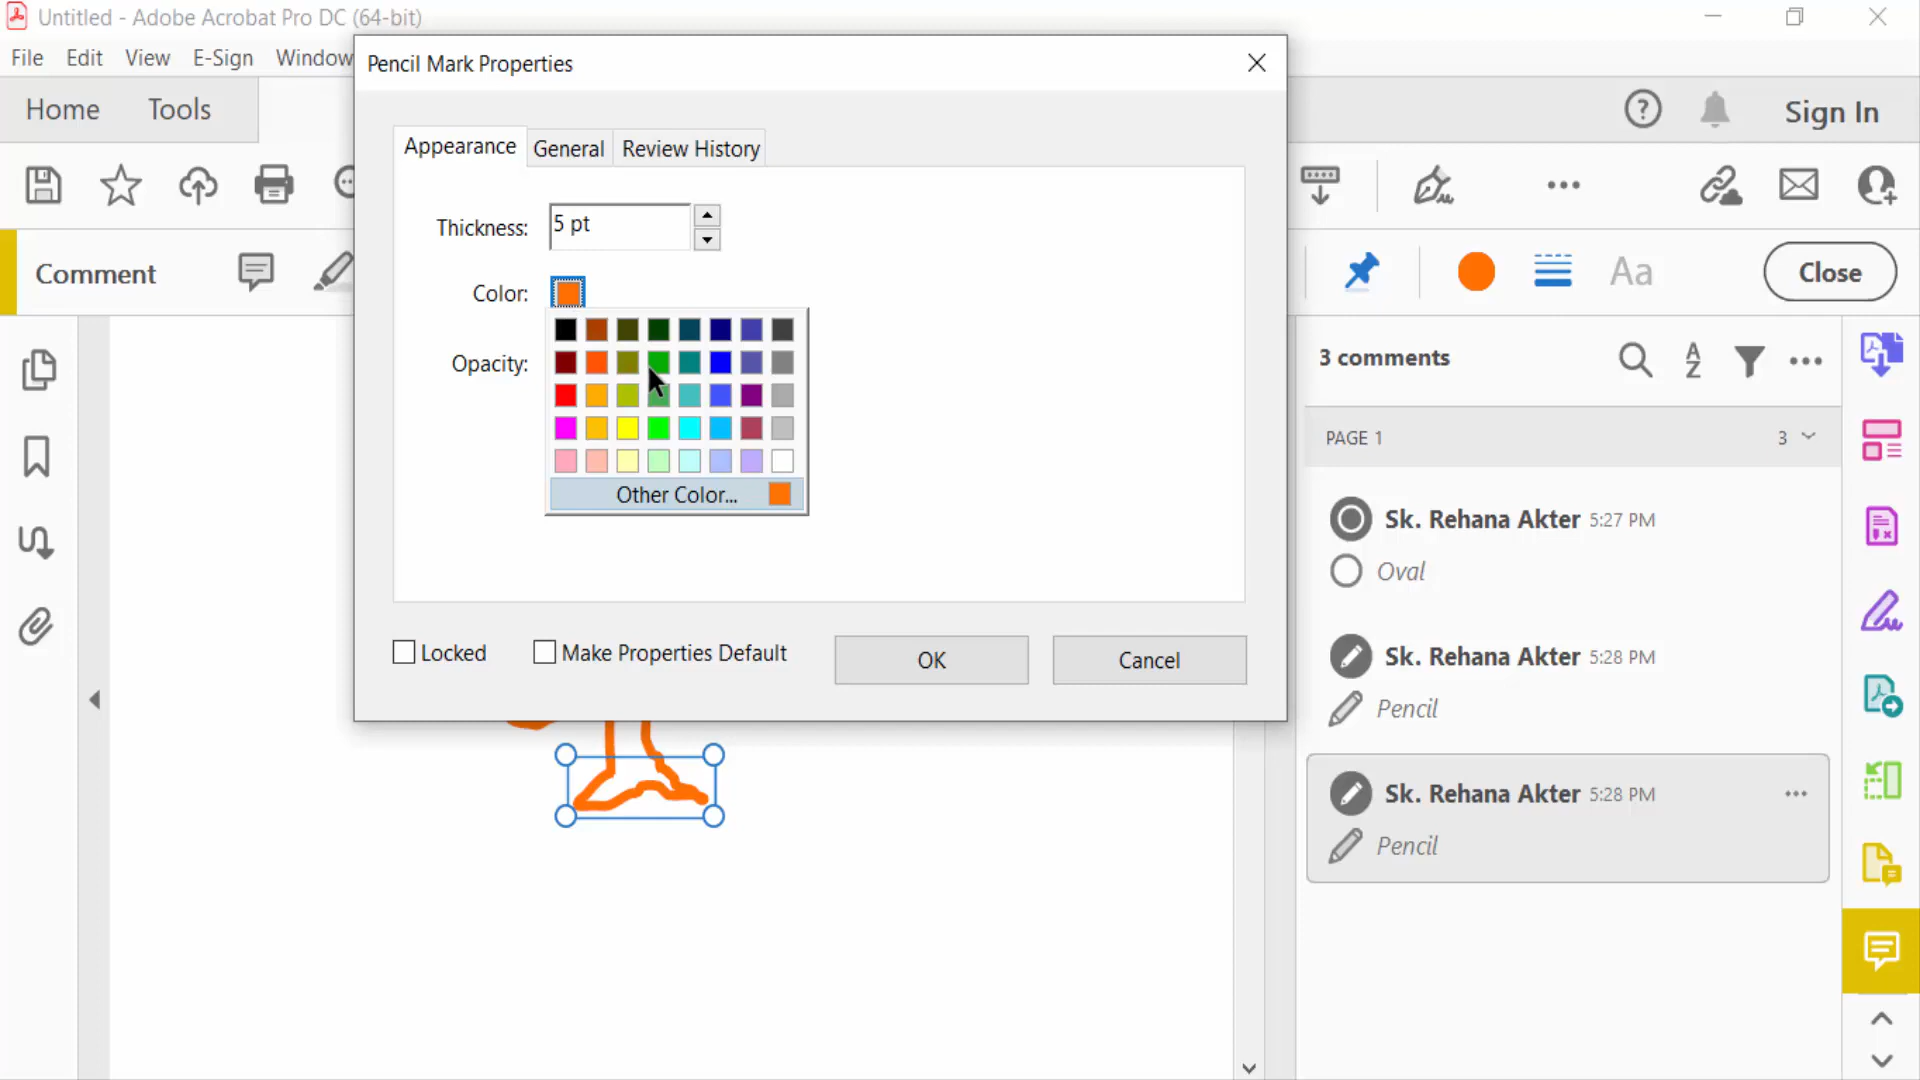 Untitled - Adobe Acrobat Pro DC (64-bit)
File Edit View E-Sign Window
Pencil Mark Properties
Home Tools
Sign In
Appearance General Review History
Thickness: 5 pt
Comment
Aa
Close
Color:
Opacity:
3 comments
A
Z
PAGE 1
3
Other Color...
Sk. Rehana Akter 5:27 PM
Oval
Locked
Make Properties Default
OK
Cancel
Sk. Rehana Akter 5:28 PM
Pencil
Sk. Rehana Akter 5:28 PM
Pencil